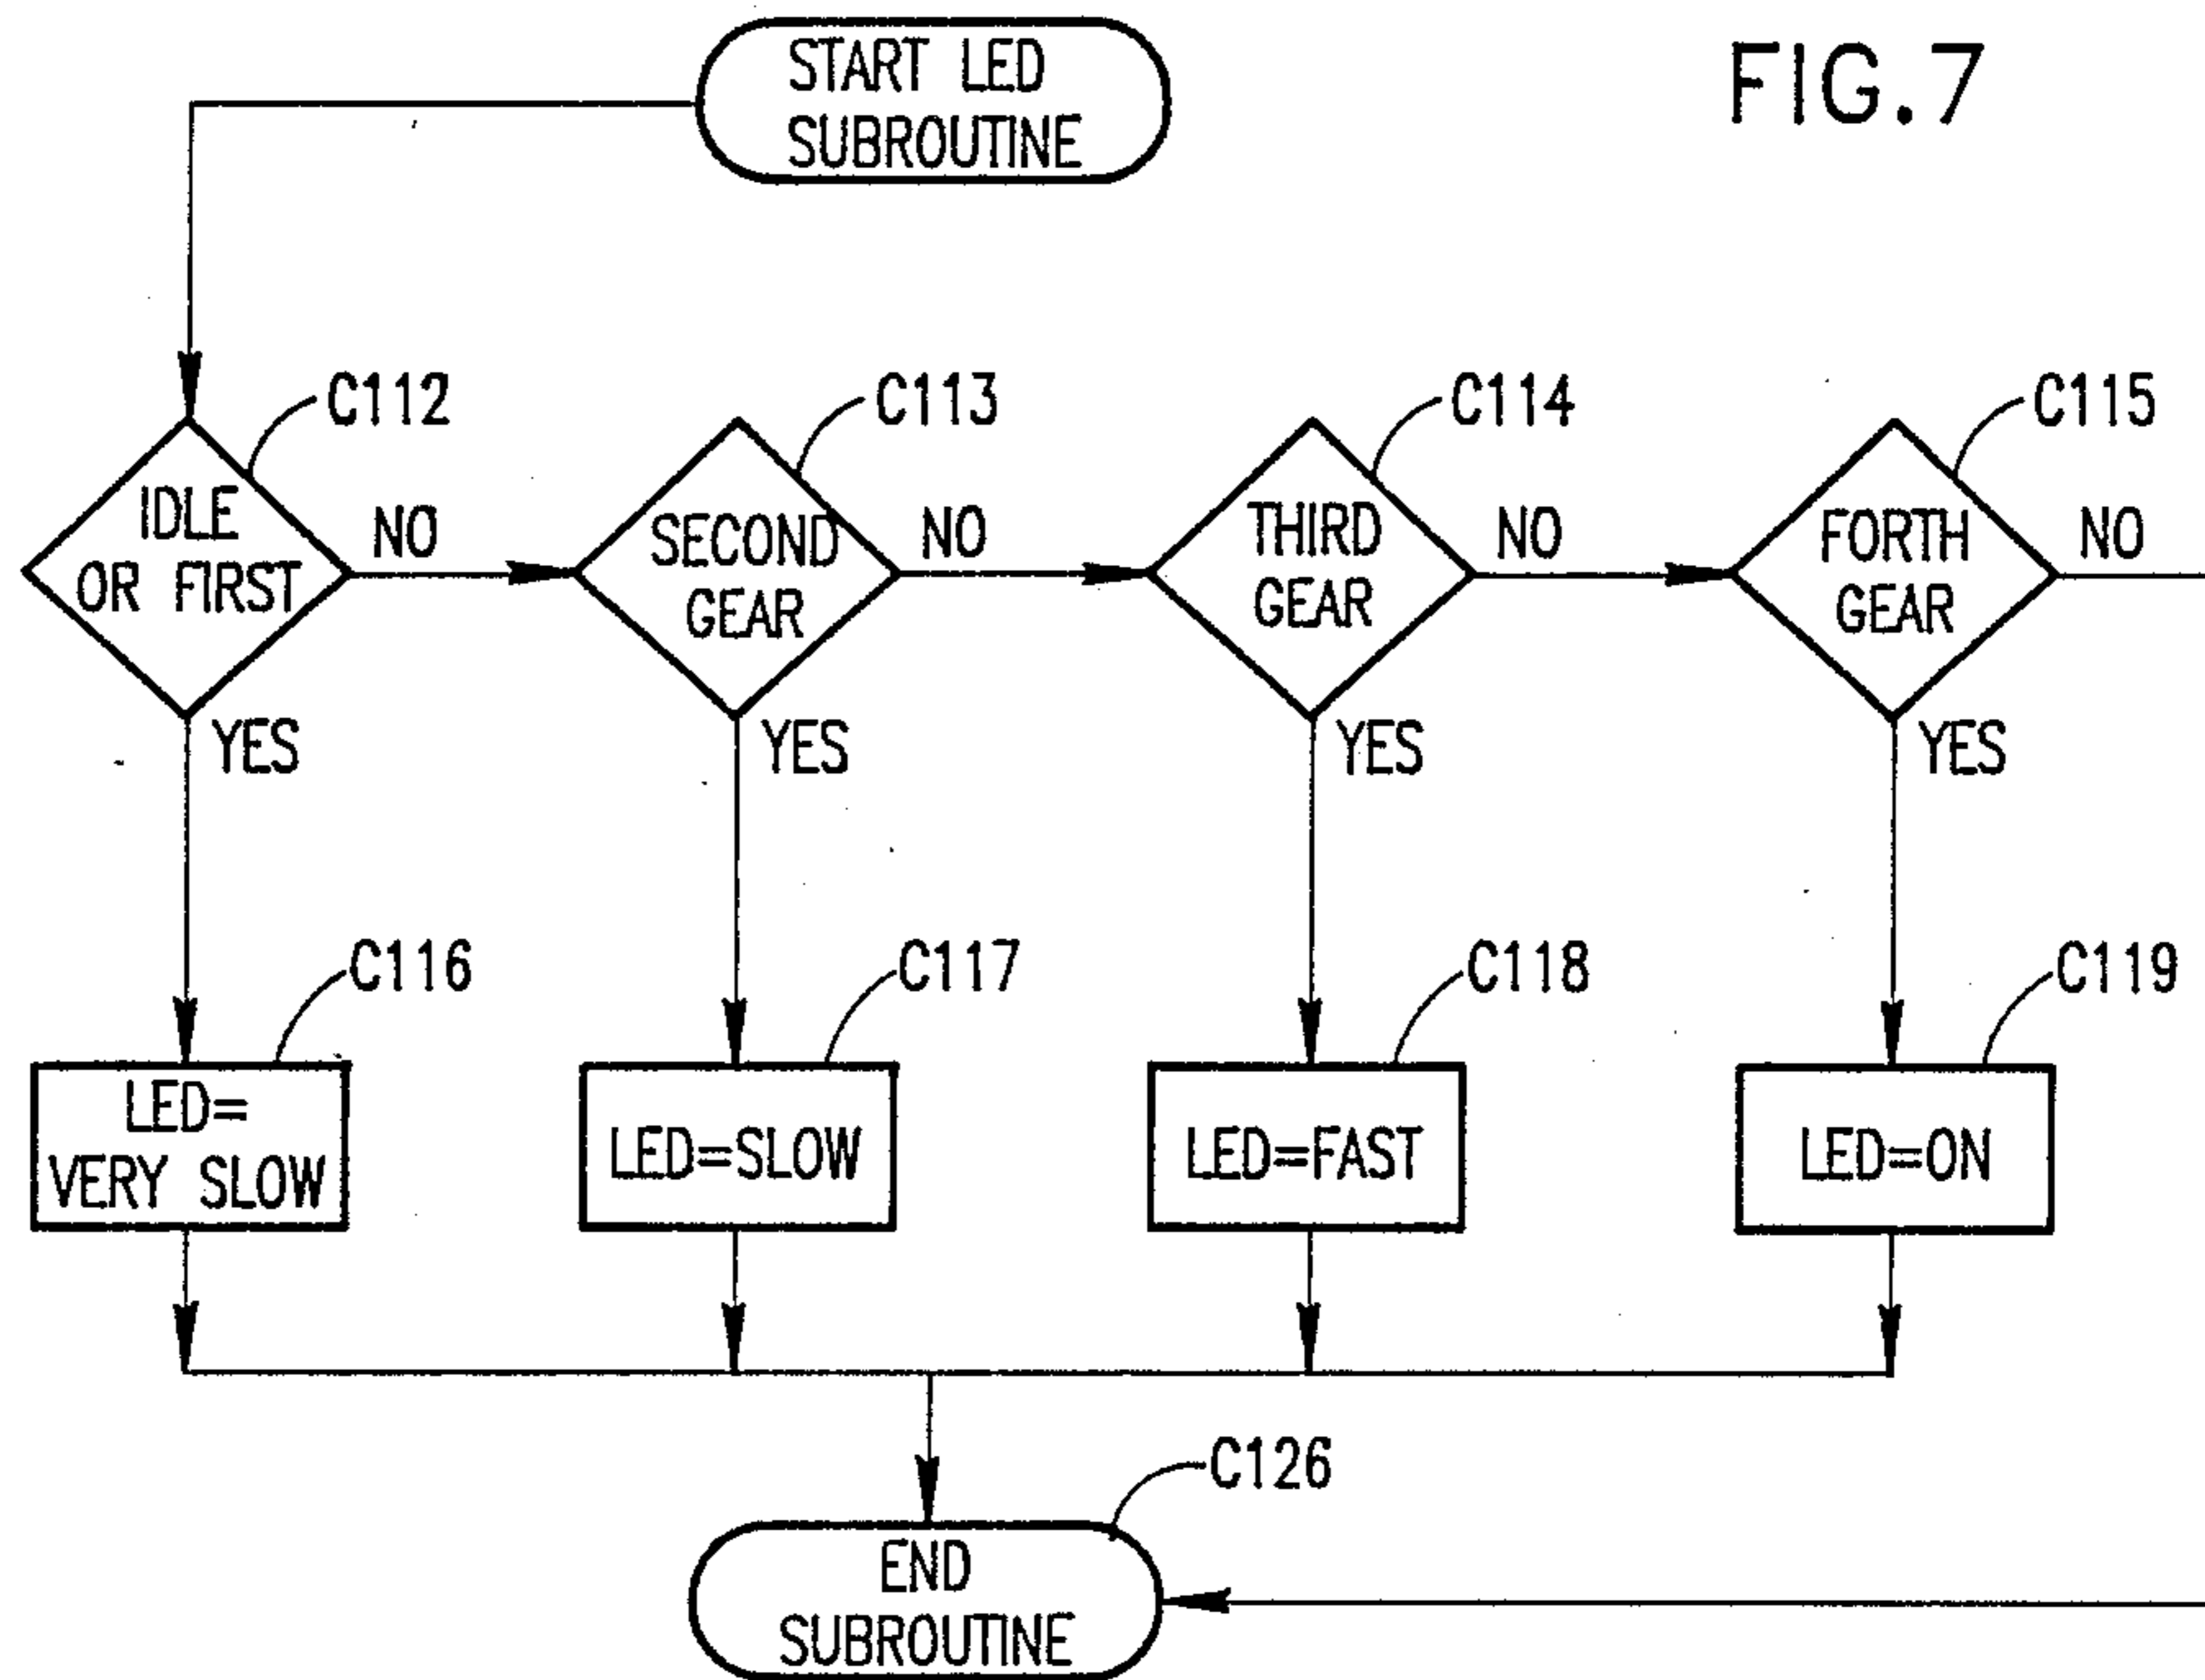 START LED
SUBROUTINE
FIG.7
C112
C113
C114
C115
IDLE
OR FIRST
NO
SECOND
GEAR
NO
THIRD
GEAR
NO
FORTH
GEAR
NO
YES
YES
YES
YES
C116
C117
C118
C119
LED=
VERY SLOW
LED=SLOW
LED=FAST
LED=ON
C126
END
SUBROUTINE